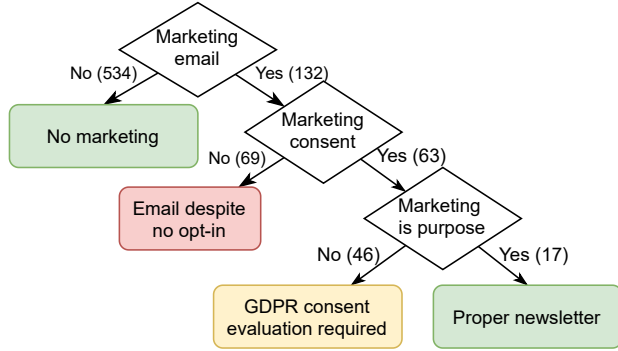 Marketing
email
No (534)
Yes (132)
No marketing
Marketing
consent
No (69)
Yes (63)
Email despite
no opt-in
Marketing
is purpose
No (46)
Yes (17)
GDPR consent
evaluation required
Proper newsletter